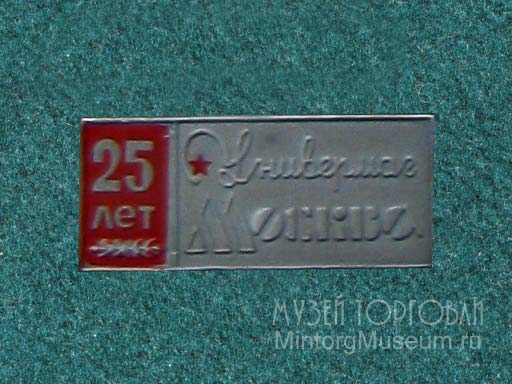 25
лет
Универмаг
Москва
МУЗЕЙ ТОРГОВЛИ
MintorgMuseum.ru